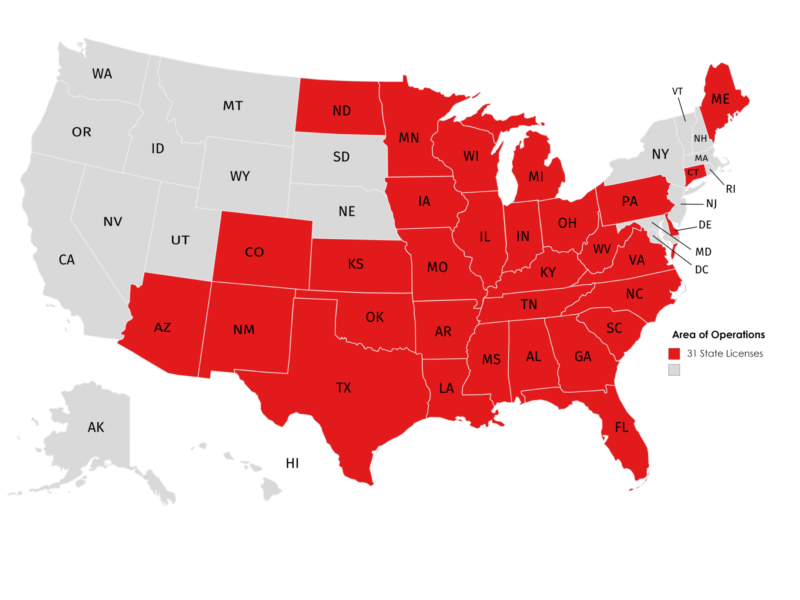 WA
MT
ND
MN
OR
ID
SD
WI
WY
MI
NE
IA
NV
UT
CA
CO
KS
MO
IL
IN
OH
KY
WV
VA
PA
NY
VT
NH
ME
MA
CT
RI
NJ
DE
MD
DC
AZ
NM
OK
AR
TN
NC
SC
MS
AL
GA
TX
LA
FL
AK
HI
Area of Operations
31 State Licenses